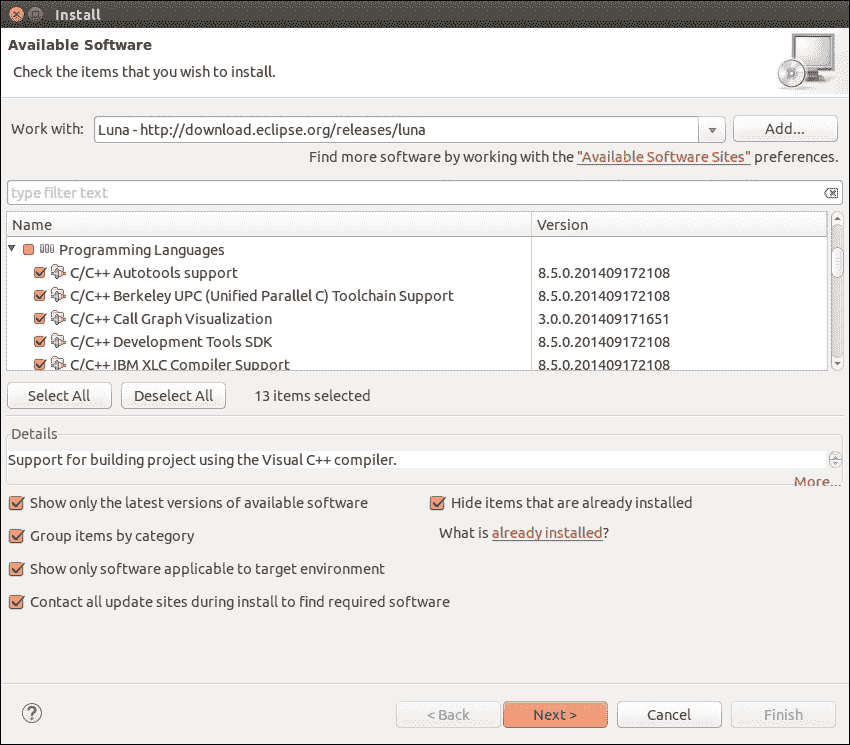 Install
Available Software
Check the items that you wish to install.
Work with: Luna - http://download.eclipse.org/releases/luna Add...
Find more software by working with the "Available Software Sites" preferences.
type filter text
Name Version
Programming Languages
C/C++ Autotools support 8.5.0.201409172108
C/C++ Berkeley UPC (Unified Parallel C) Toolchain Support 8.5.0.201409172108
C/C++ Call Graph Visualization 3.0.0.201409171651
C/C++ Development Tools SDK 8.5.0.201409172108
C/C++ IBM XLC Compiler Support 8.5.0.201409172108
Select All Deselect All 13 items selected
Details
Support for building project using the Visual C++ compiler.
More...
Show only the latest versions of available software Hide items that are already installed
Group items by category What is already installed?
Show only software applicable to target environment
Contact all update sites during install to find required software
? < Back Next > Cancel Finish